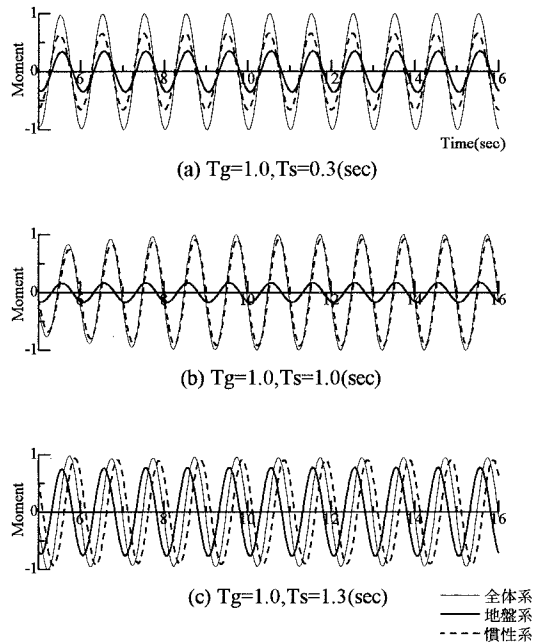 1
Moment
0
6
8
10
12
14
16
-1
Time(sec)
(a) Tg=1.0,Ts=0.3(sec)
1
Moment
0
6
8
10
12
14
16
-1
(b) Tg=1.0,Ts=1.0(sec)
1
Moment
0
6
8
10
12
14
16
-1
(c) Tg=1.0,Ts=1.3(sec)
全体系
地盤系
慣性系